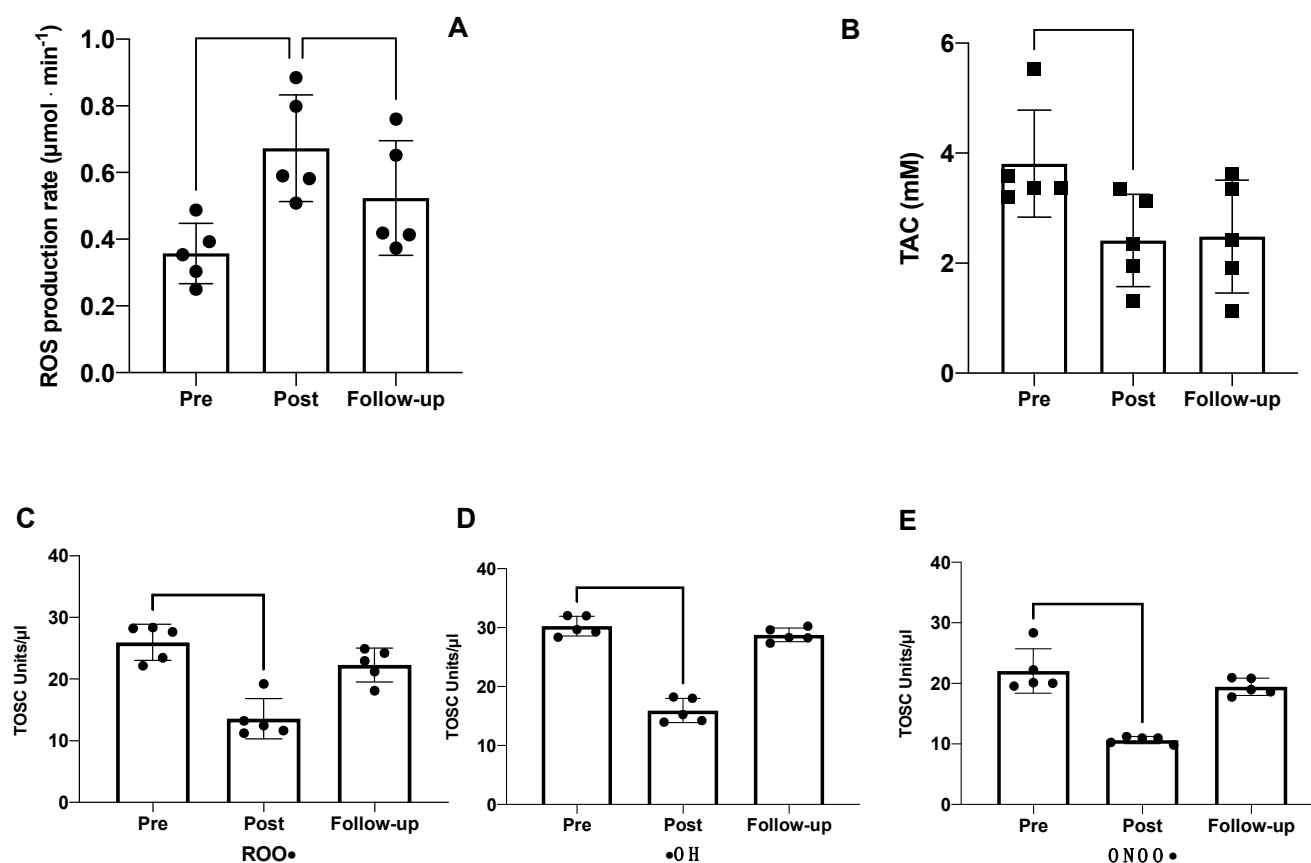 A
ROS production rate (µmol · min-1)
1.0
0.8
0.6
0.4
0.2
0.0
Pre Post Follow-up
B
TAC (mM)
6
4
2
0
Pre Post Follow-up
C
TOSC Units/µl
40
30
20
10
0
Pre Post Follow-up
ROO•
D
TOSC Units/µl
40
30
20
10
0
Pre Post Follow-up
•OH
E
TOSC Units/µl
40
30
20
10
0
Pre Post Follow-up
ONOO•